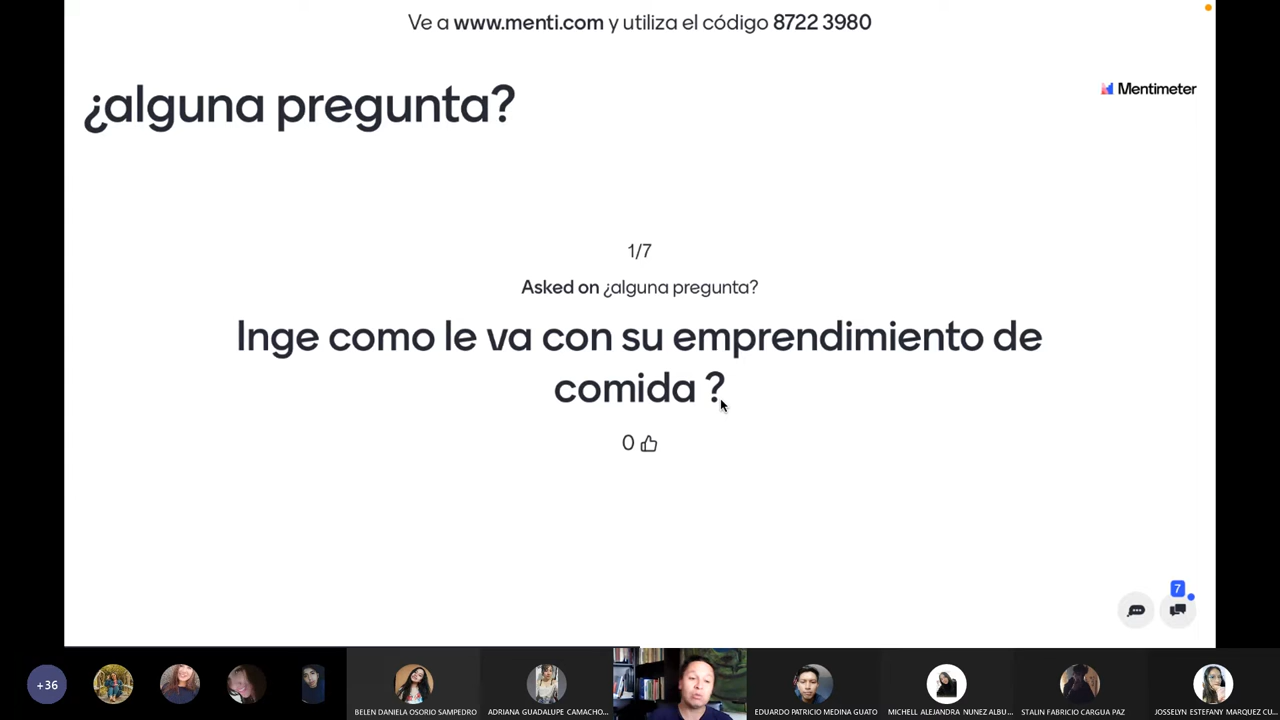 Ve a www.menti.com y utiliza el código 8722 3980
¿alguna pregunta?
Mentimeter
1/7
Asked on ¿alguna pregunta?
Inge como le va con su emprendimiento de
comida ?
0
7
+36
BELEN DANIELA OSORIO SAMPEDRO
ADRIANA GUADALUPE CAMACHO...
EDUARDO PATRICIO MEDINA GUATO
MICHELL ALEJANDRA NUNEZ ALBU...
STALIN FABRICIO CARGUA PAZ
JOSSELYN ESTEFANY MARQUEZ CU...